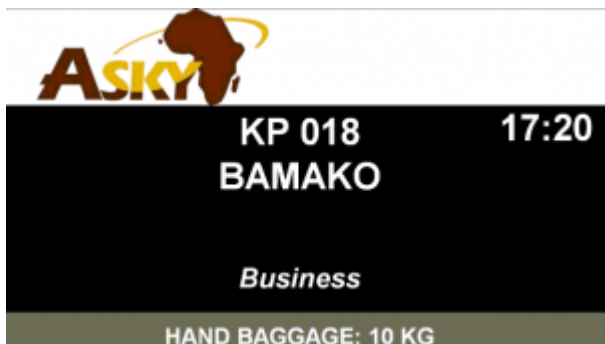 ASKY
KP 018 17:20
BAMAKO
Business
HAND BAGGAGE: 10 KG